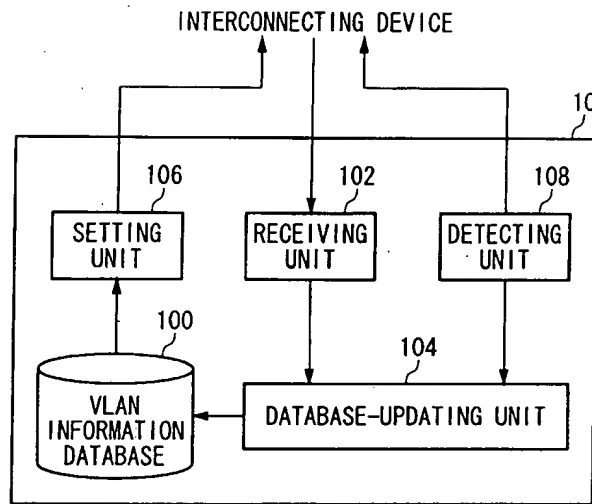 INTERCONNECTING DEVICE
10
106
102
108
SETTING
UNIT
RECEIVING
UNIT
DETECTING
UNIT
100
104
VLAN
INFORMATION
DATABASE
DATABASE-UPDATING UNIT